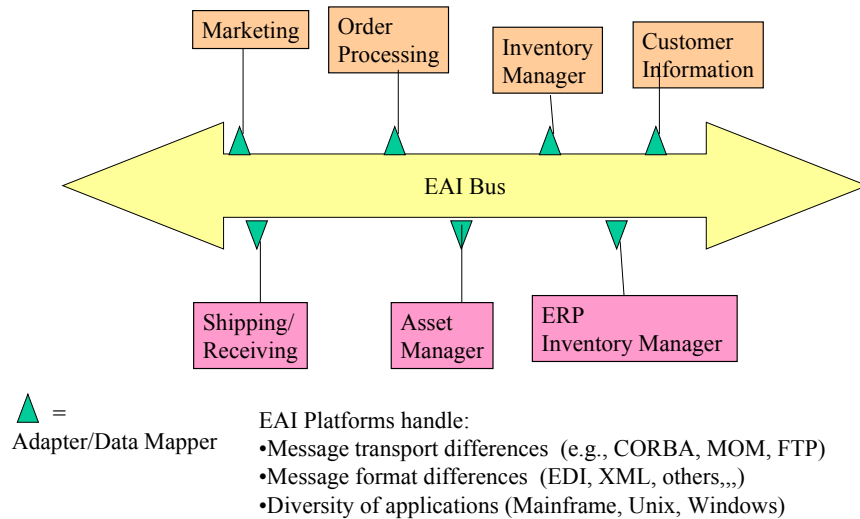 Marketing
Order
Processing
Inventory
Manager
Customer
Information
EAI Bus
Shipping/
Receiving
Asset
Manager
ERP
Inventory Manager
=
Adapter/Data Mapper
EAI Platforms handle:
•Message transport differences (e.g., CORBA, MOM, FTP)
•Message format differences (EDI, XML, others,,,)
•Diversity of applications (Mainframe, Unix, Windows)